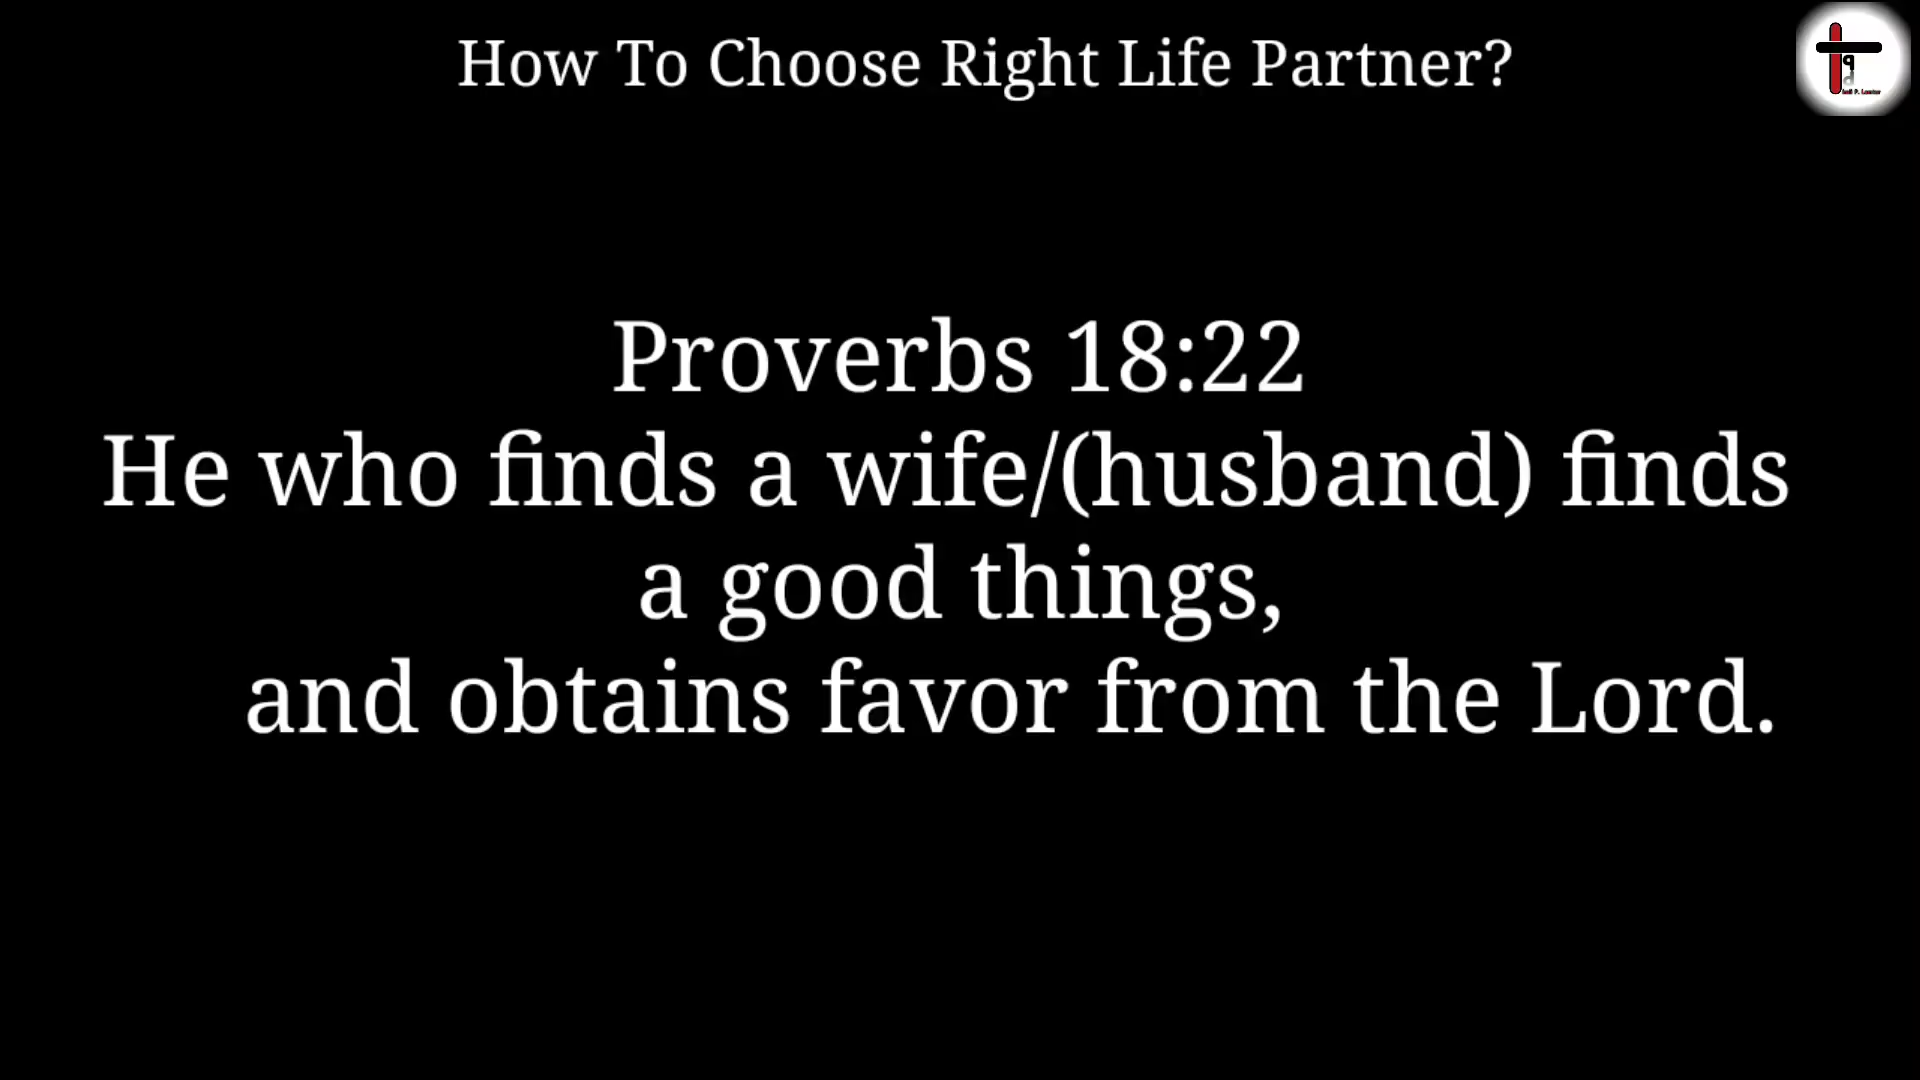 How To Choose Right Life Partner?
Proverbs 18:22
He who finds a wife/(husband) finds
a good things,
and obtains favor from the Lord.